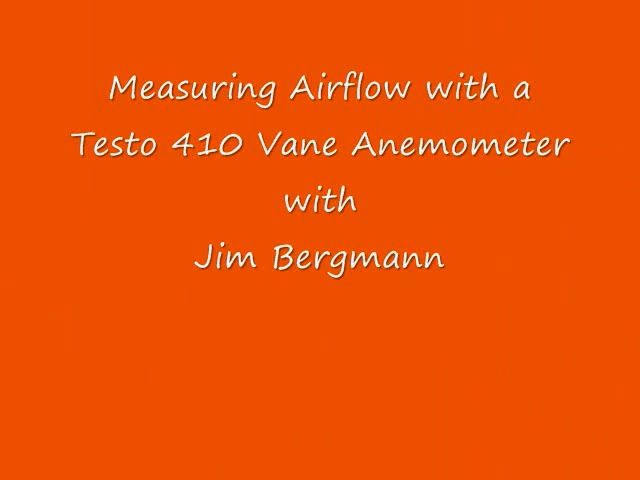 Measuring Airflow with a
Testo 410 Vane Anemometer
with
Jim Bergmann